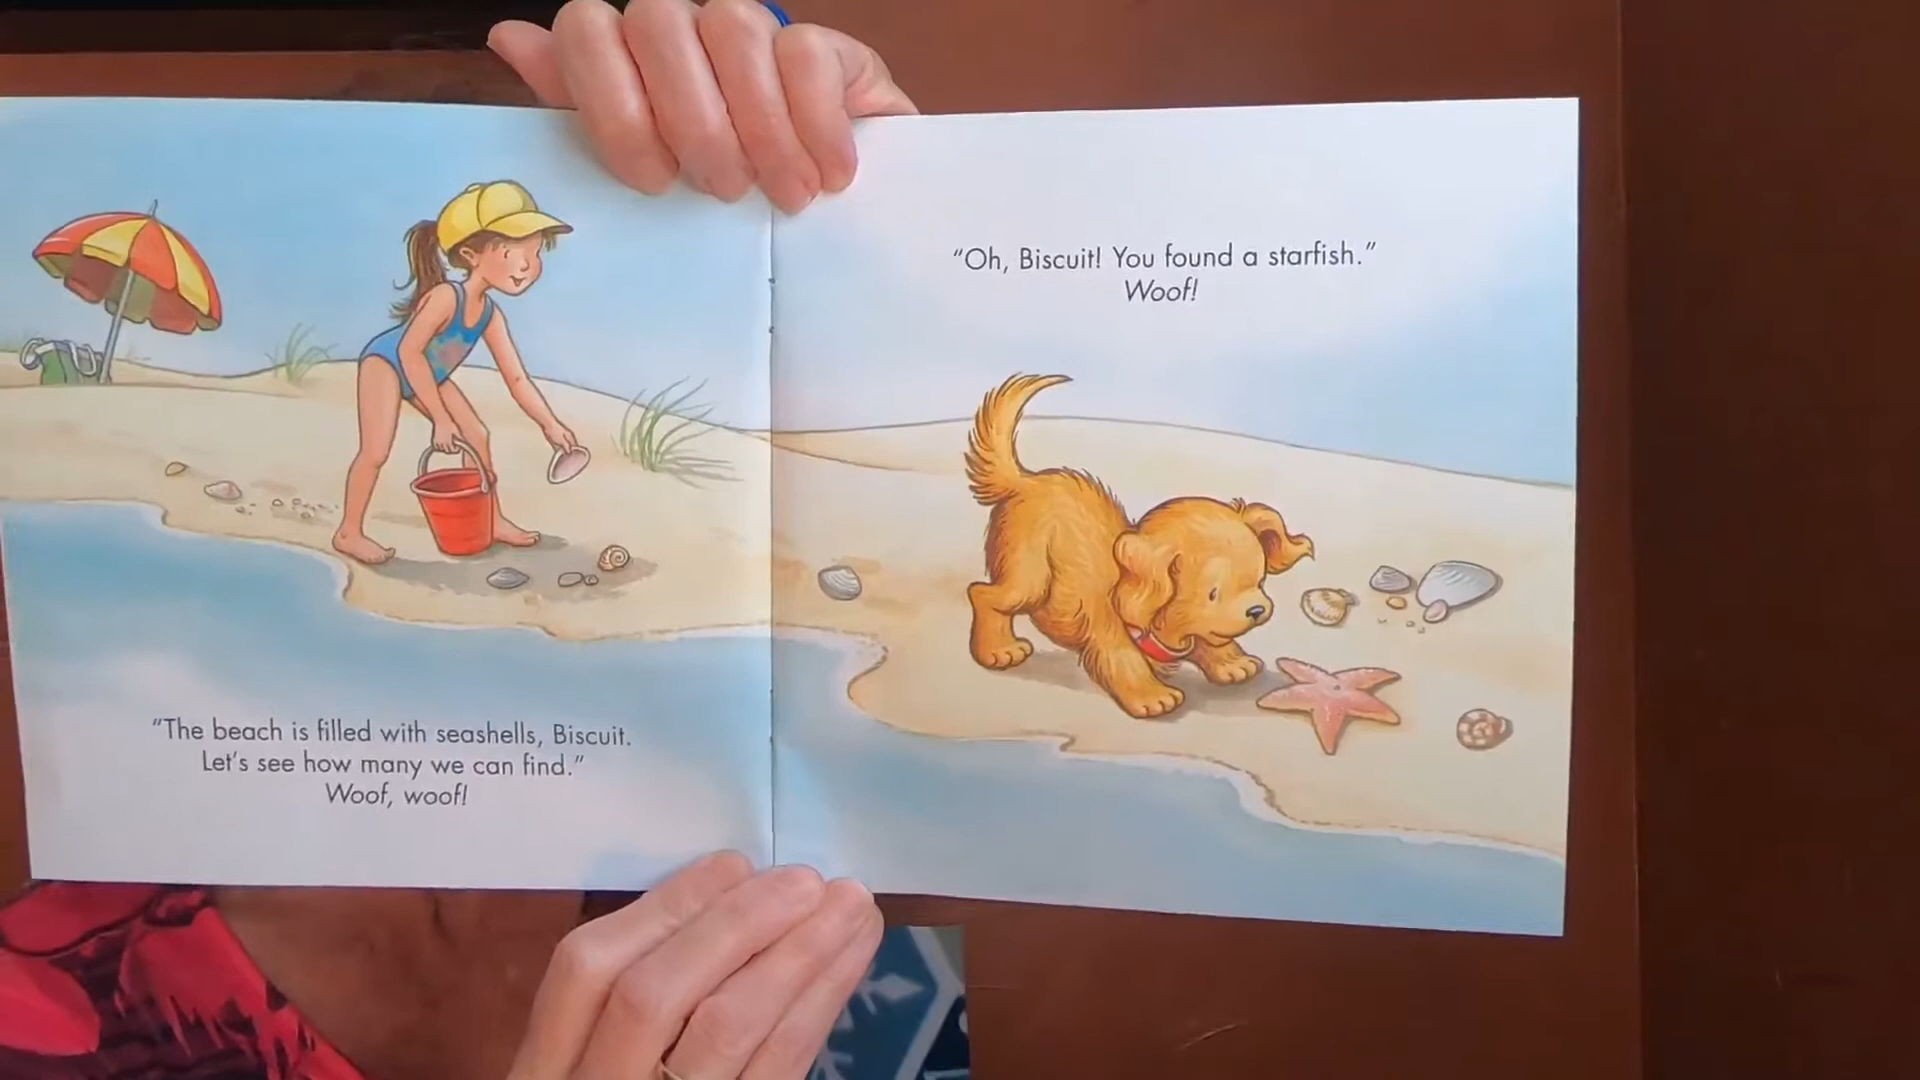 “The beach is filled with seashells, Biscuit.
Let’s see how many we can find.”
Woof, woof!
“Oh, Biscuit! You found a starfish.”
Woof!